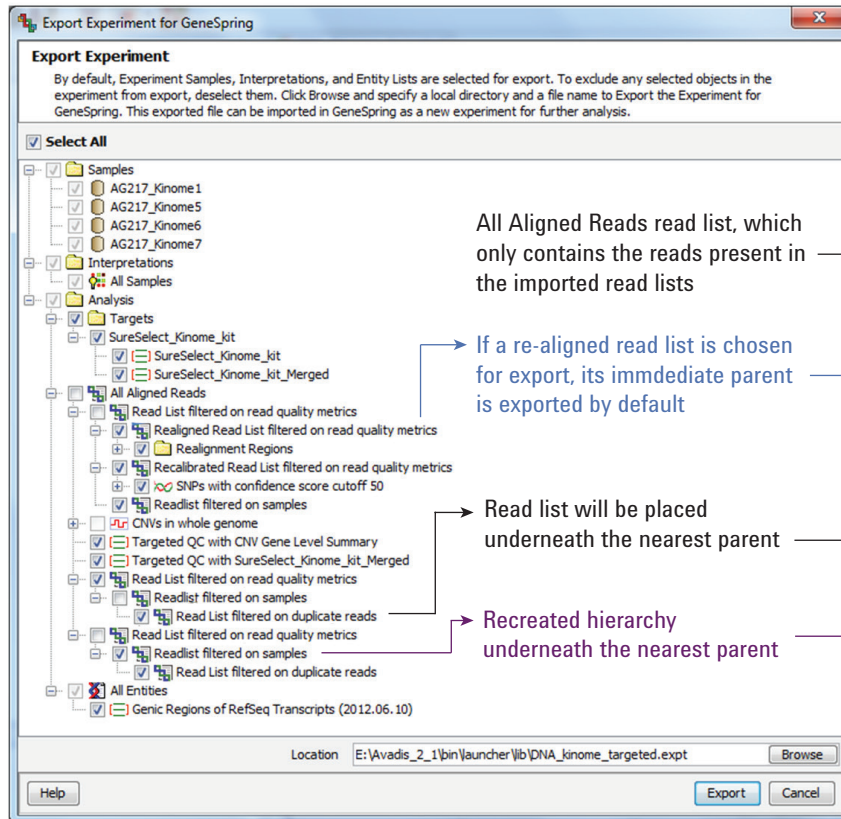 Export Experiment for GeneSpring
Export Experiment
By default, Experiment Samples, Interpretations, and Entity Lists are selected for export. To exclude any selected objects in the
experiment from export, deselect them. Click Browse and specify a local directory and a file name to Export the Experiment for
GeneSpring. This exported file can be imported in GeneSpring as a new experiment for further analysis.
Select All
Samples
AG217_Kinome1
AG217_Kinome5
AG217_Kinome6
AG217_Kinome7
Interpretations
All Samples
Analysis
Targets
SureSelect_Kinome_kit
SureSelect_Kinome_kit
SureSelect_Kinome_kit_Merged
All Aligned Reads
Read List filtered on read quality metrics
Realigned Read List filtered on read quality metrics
Realignment Regions
Recalibrated Read List filtered on read quality metrics
SNPs with confidence score cutoff 50
Readlist filtered on samples
CNVs in whole genome
Targeted QC with CNV Gene Level Summary
Targeted QC with SureSelect_Kinome_kit_Merged
Read List filtered on read quality metrics
Readlist filtered on samples
Read List filtered on duplicate reads
Read List filtered on read quality metrics
Readlist filtered on samples
Read List filtered on duplicate reads
All Entities
Genic Regions of RefSeq Transcripts (2012.06.10)
All Aligned Reads read list, which
only contains the reads present in
the imported read lists
If a re-aligned read list is chosen
for export, its immdediate parent
is exported by default
Read list will be placed
underneath the nearest parent
Recreated hierarchy
underneath the nearest parent
Location E:\Avadis_2_1\bin\launcher\lib\DNA_kinome_targeted.expt Browse
Help Export Cancel